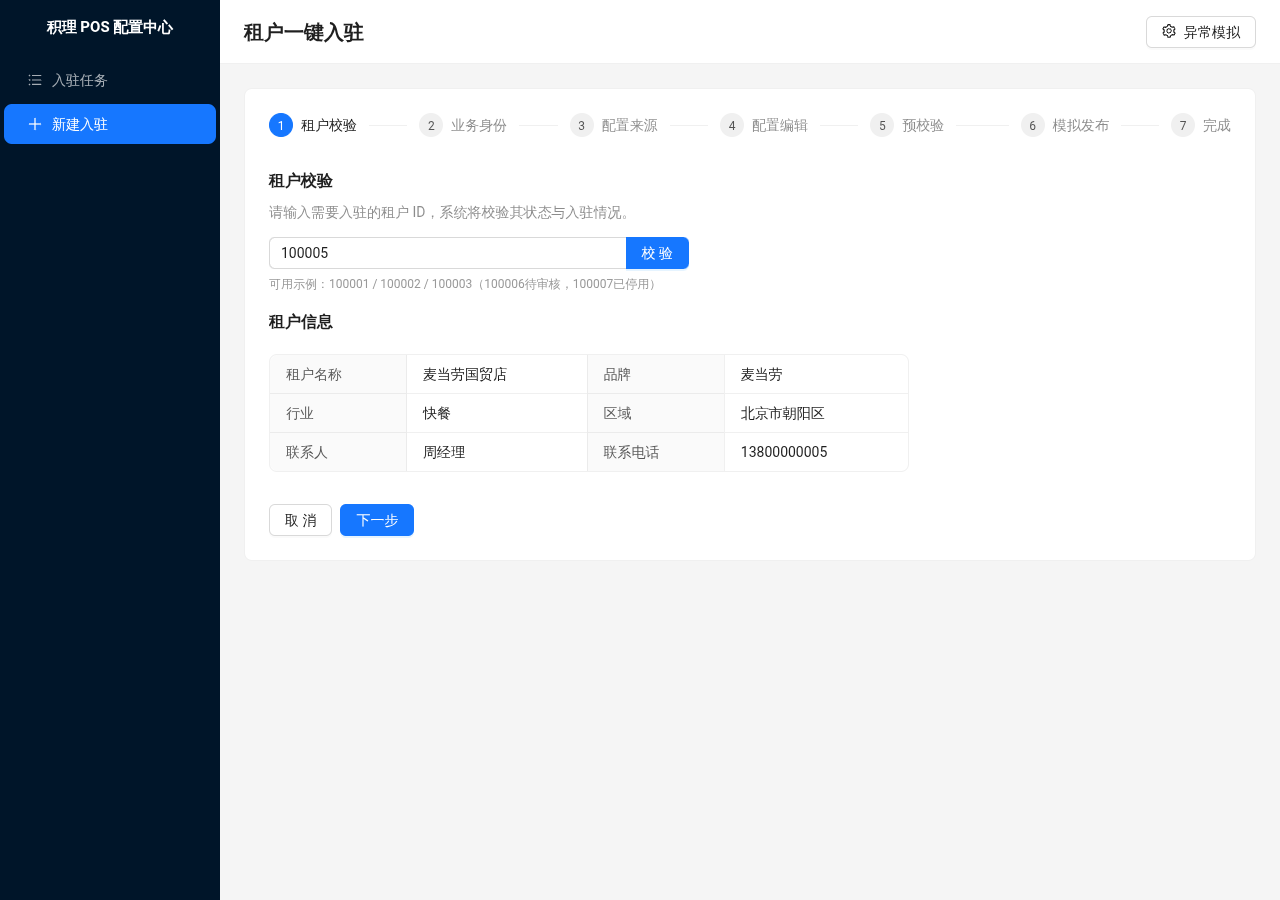 积理 POS 配置中心
入驻任务
新建入驻
租户一键入驻
异常模拟
1 租户校验 2 业务身份 3 配置来源 4 配置编辑 5 预校验 6 模拟发布 7 完成
租户校验
请输入需要入驻的租户 ID，系统将校验其状态与入驻情况。
100005 校 验
可用示例：100001 / 100002 / 100003（100006待审核，100007已停用）
租户信息
租户名称 麦当劳国贸店 品牌 麦当劳
行业 快餐 区域 北京市朝阳区
联系人 周经理 联系电话 13800000005
取 消 下一步